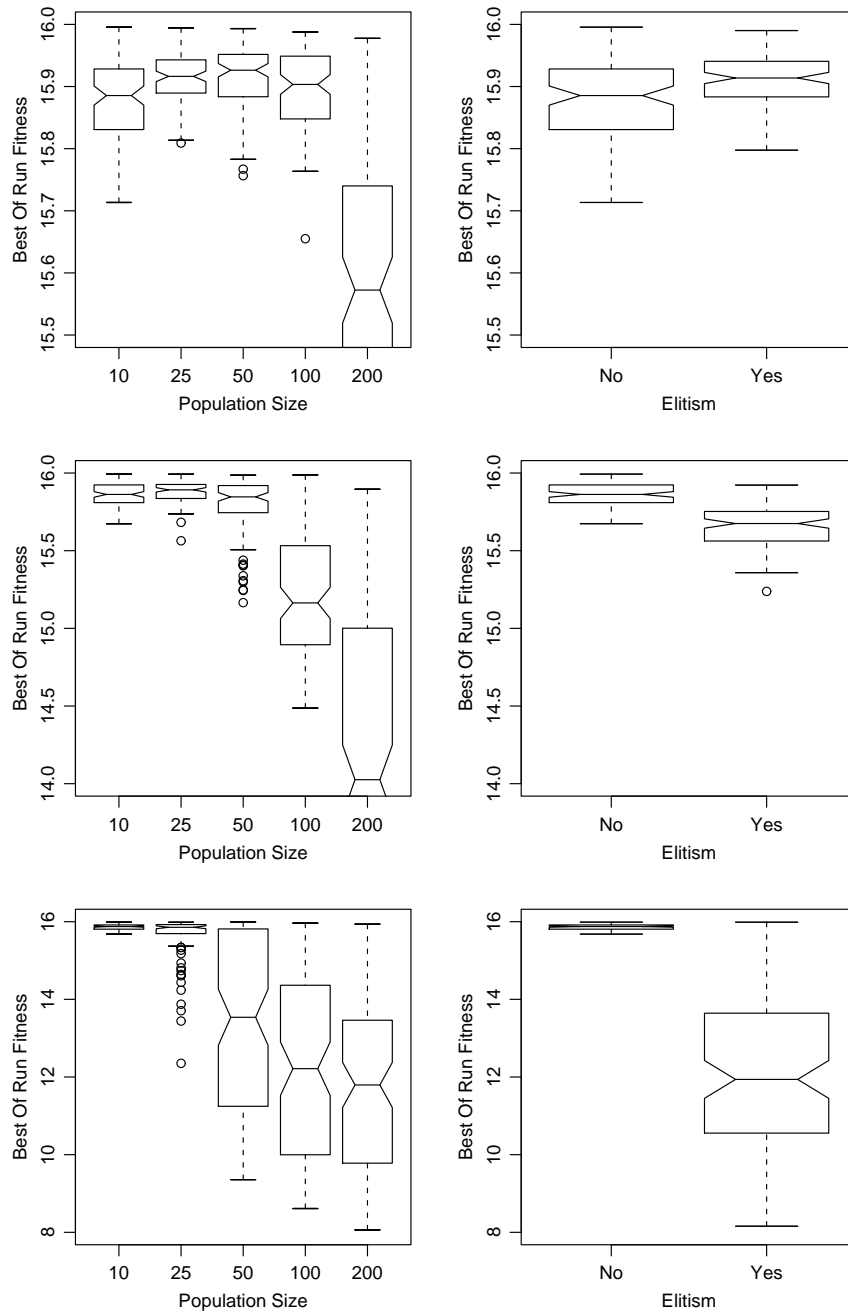 16.0
15.9
15.8
15.7
15.6
15.5
Best Of Run Fitness
10 25 50 100 200
Population Size
16.0
15.9
15.8
15.7
15.6
15.5
Best Of Run Fitness
No Yes
Elitism
16.0
15.5
15.0
14.5
14.0
Best Of Run Fitness
10 25 50 100 200
Population Size
16.0
15.5
15.0
14.5
14.0
Best Of Run Fitness
No Yes
Elitism
16
14
12
10
8
Best Of Run Fitness
10 25 50 100 200
Population Size
16
14
12
10
8
Best Of Run Fitness
No Yes
Elitism